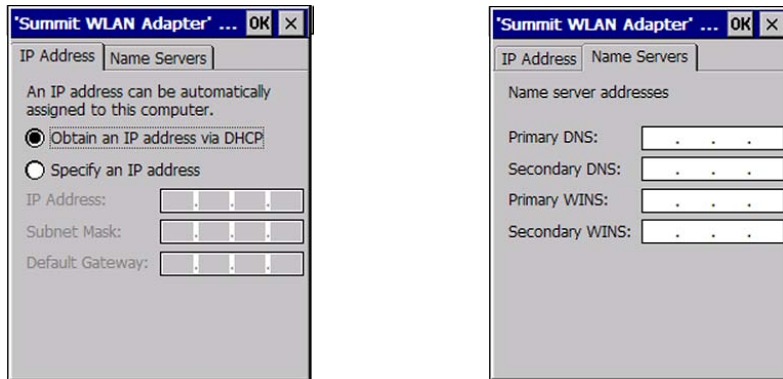 'Summit WLAN Adapter' ... OK ×
IP Address Name Servers
An IP address can be automatically
assigned to this computer.
Obtain an IP address via DHCP
Specify an IP address
IP Address: . . .
Subnet Mask: . . .
Default Gateway: . . .
'Summit WLAN Adapter' ... OK ×
IP Address Name Servers
Name server addresses
Primary DNS: . . .
Secondary DNS: . . .
Primary WINS: . . .
Secondary WINS: . . .